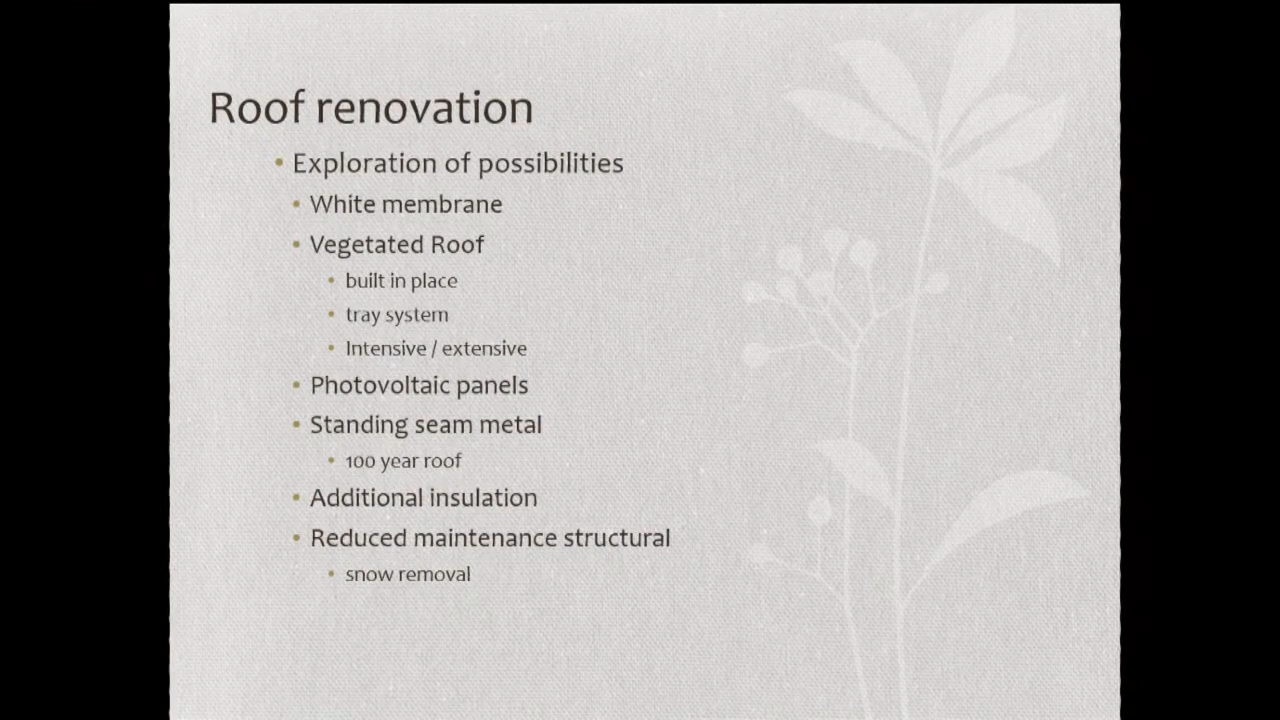 Roof renovation
• Exploration of possibilities
• White membrane
• Vegetated Roof
• built in place
• tray system
• Intensive / extensive
• Photovoltaic panels
• Standing seam metal
• 100 year roof
• Additional insulation
• Reduced maintenance structural
• snow removal